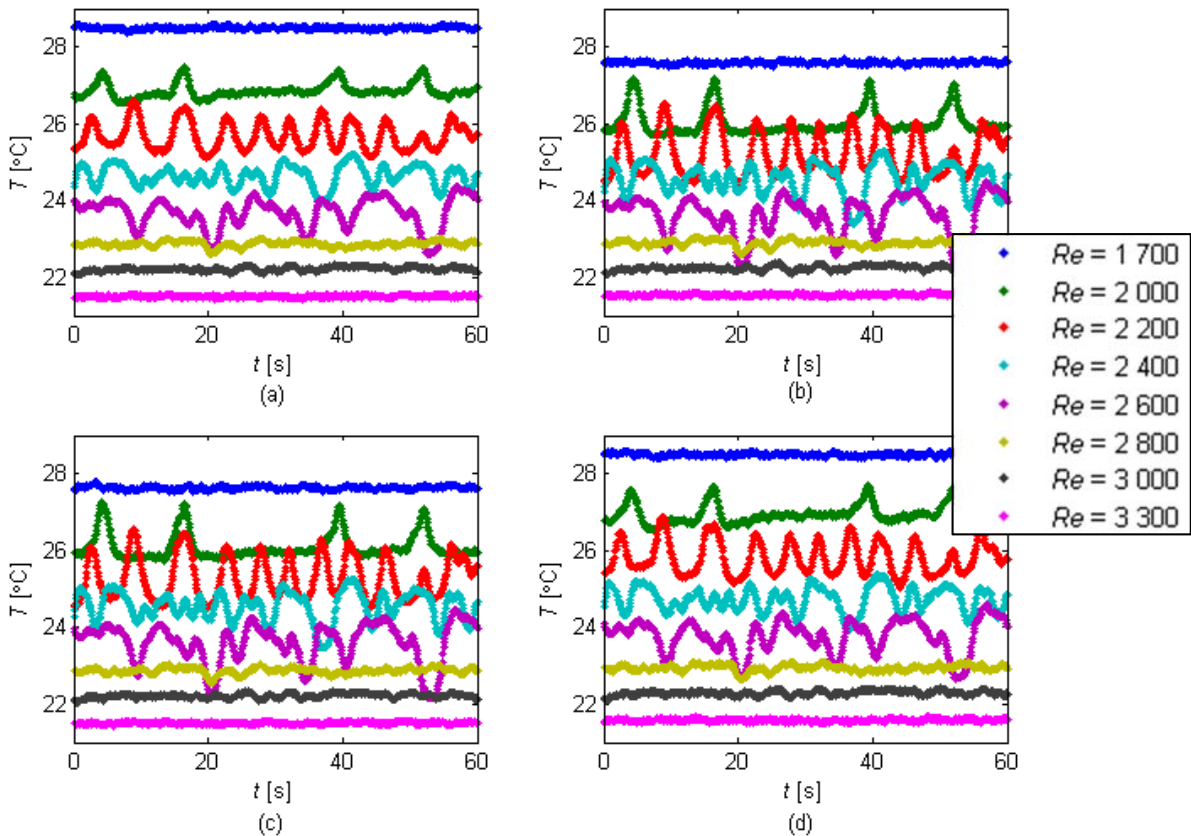 28
26
24
22
T [°C]
0
20
40
60
t [s]
(a)
28
26
24
22
T [°C]
0
20
40
t [s]
(b)
Re = 1 700
Re = 2 000
Re = 2 200
Re = 2 400
Re = 2 600
Re = 2 800
Re = 3 000
Re = 3 300
28
26
24
22
T [°C]
0
20
40
60
t [s]
(c)
28
26
24
22
T [°C]
0
20
40
60
t [s]
(d)